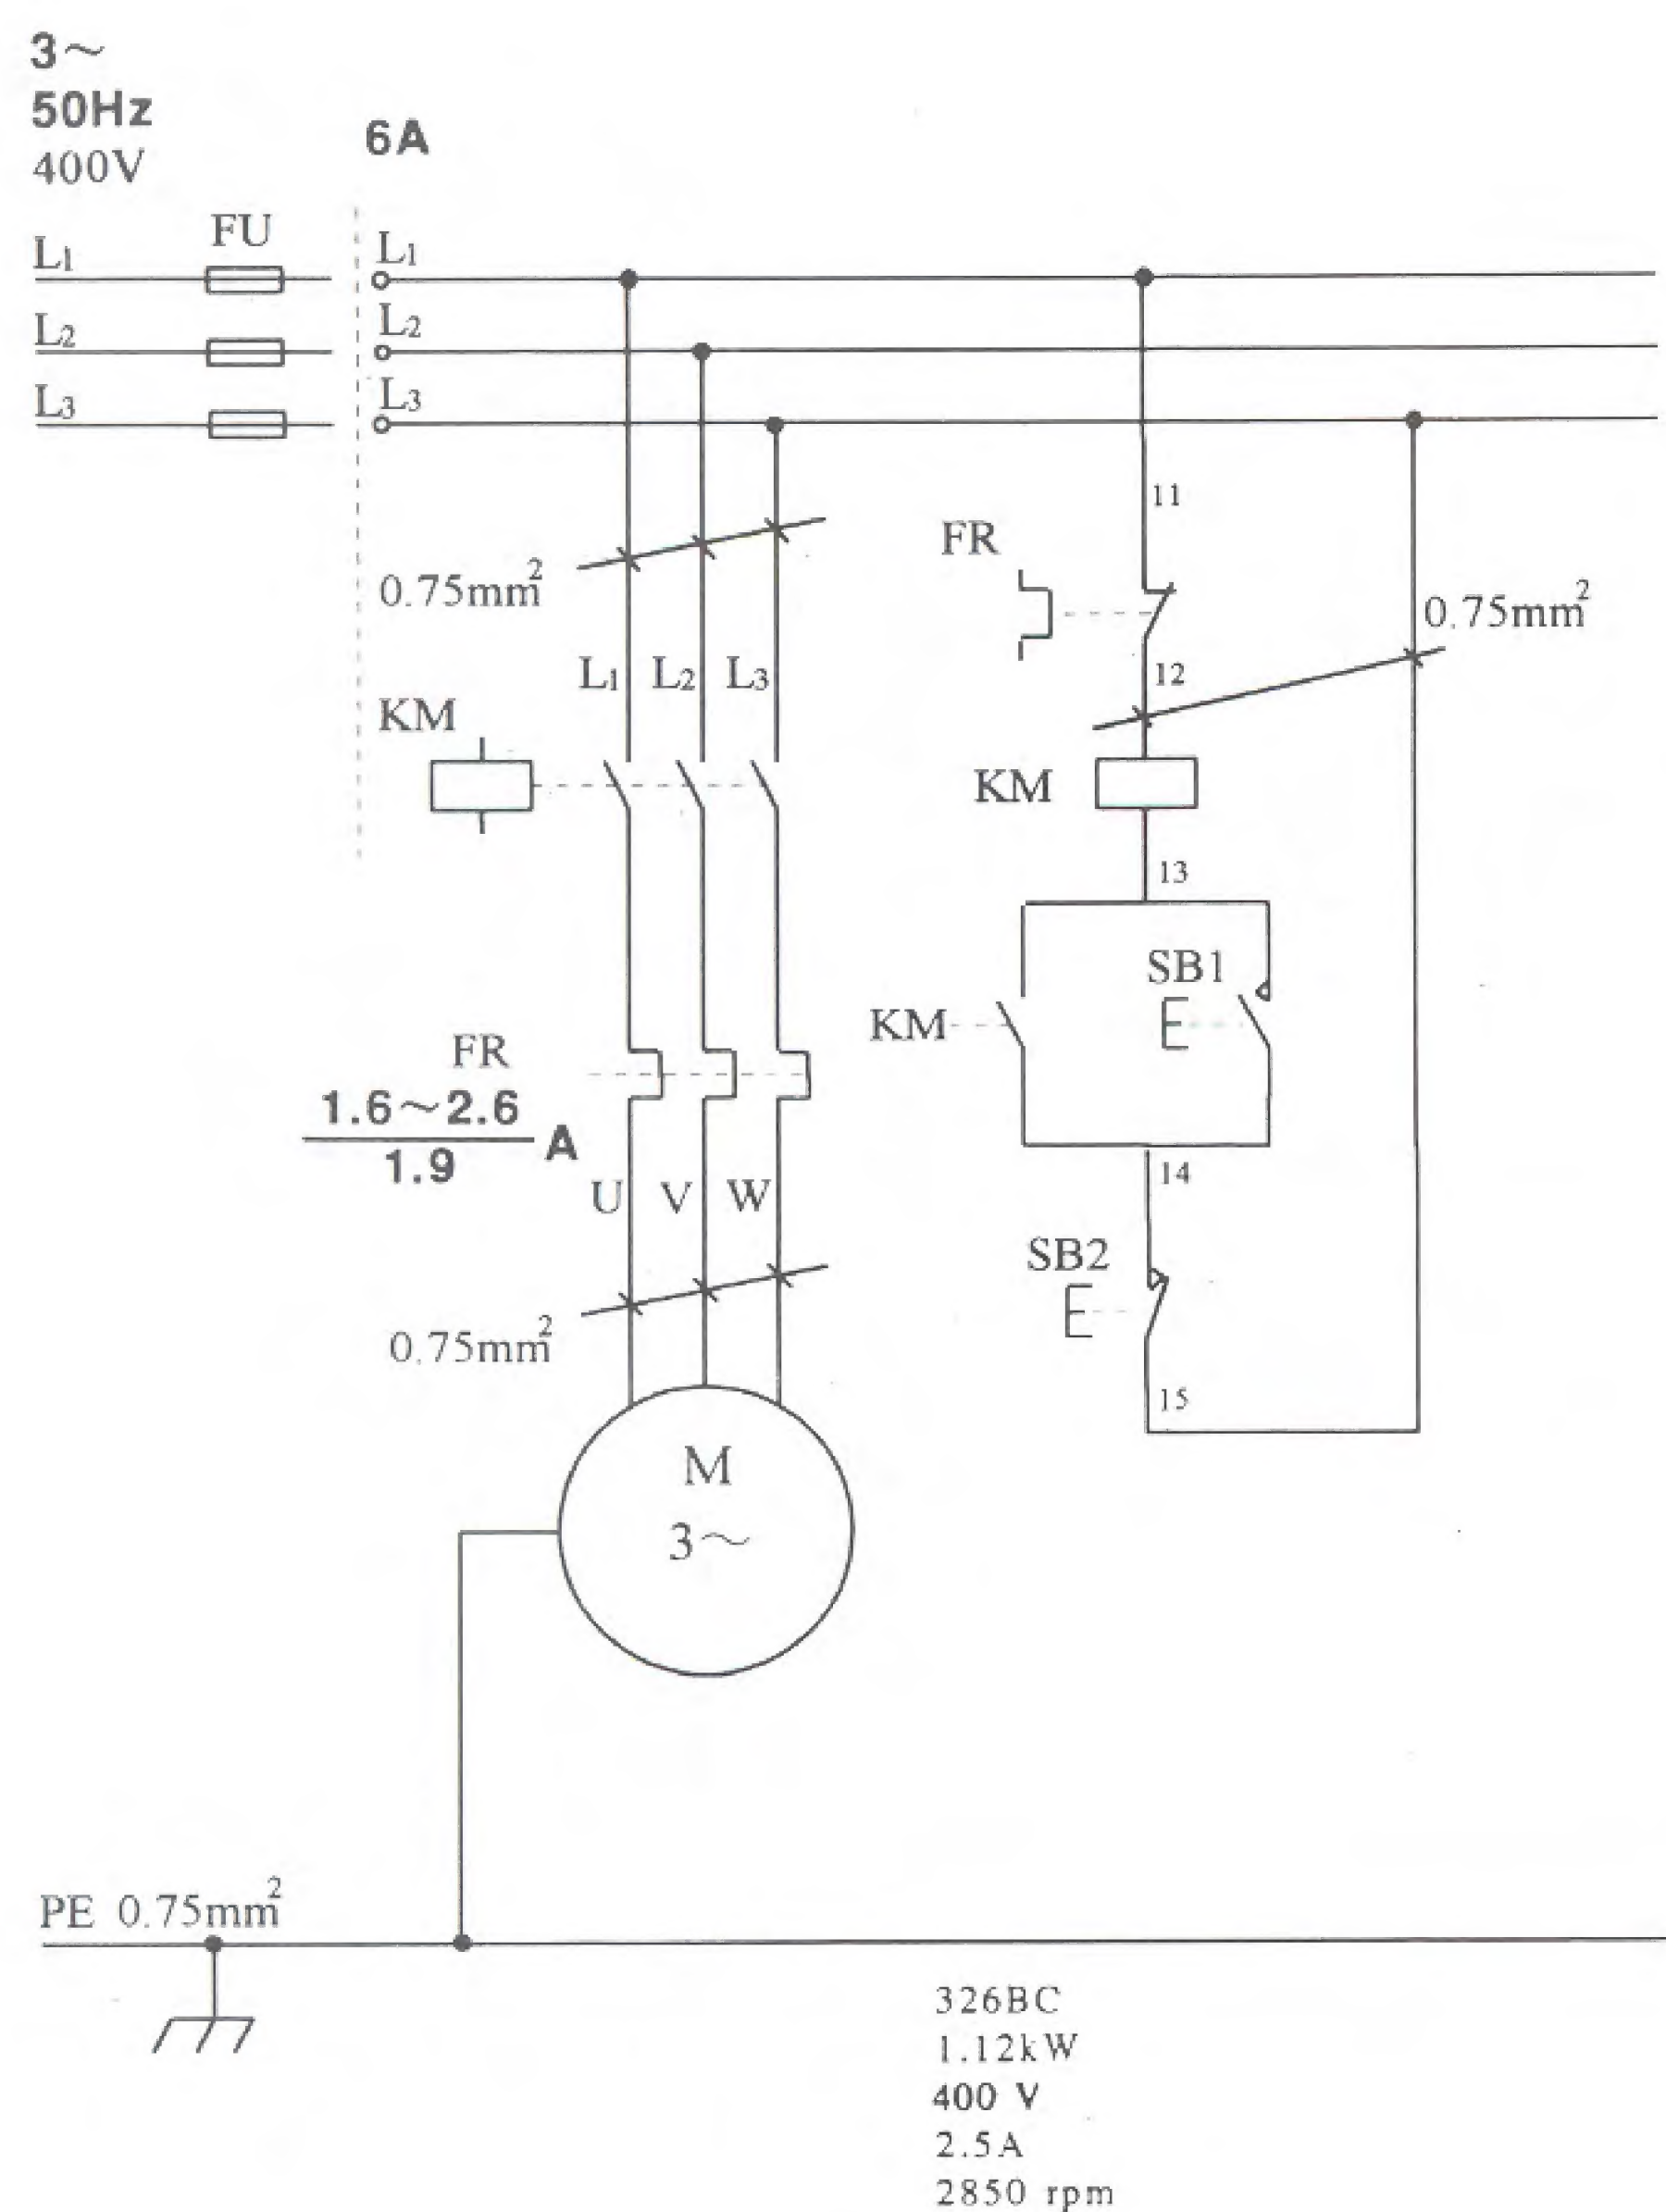 3~
50Hz
400V
6A
FU
L1
L1
L2
L2
L3
L3
11
FR
0.75mm²
0.75mm²
L1 L2 L3
12
KM
KM
13
SB1
KM
FR
1.6~2.6
1.9
A
14
U V W
SB2
0.75mm²
15
M
3~
PE 0.75mm²
326BC
1.12kW
400 V
2.5A
2850 rpm